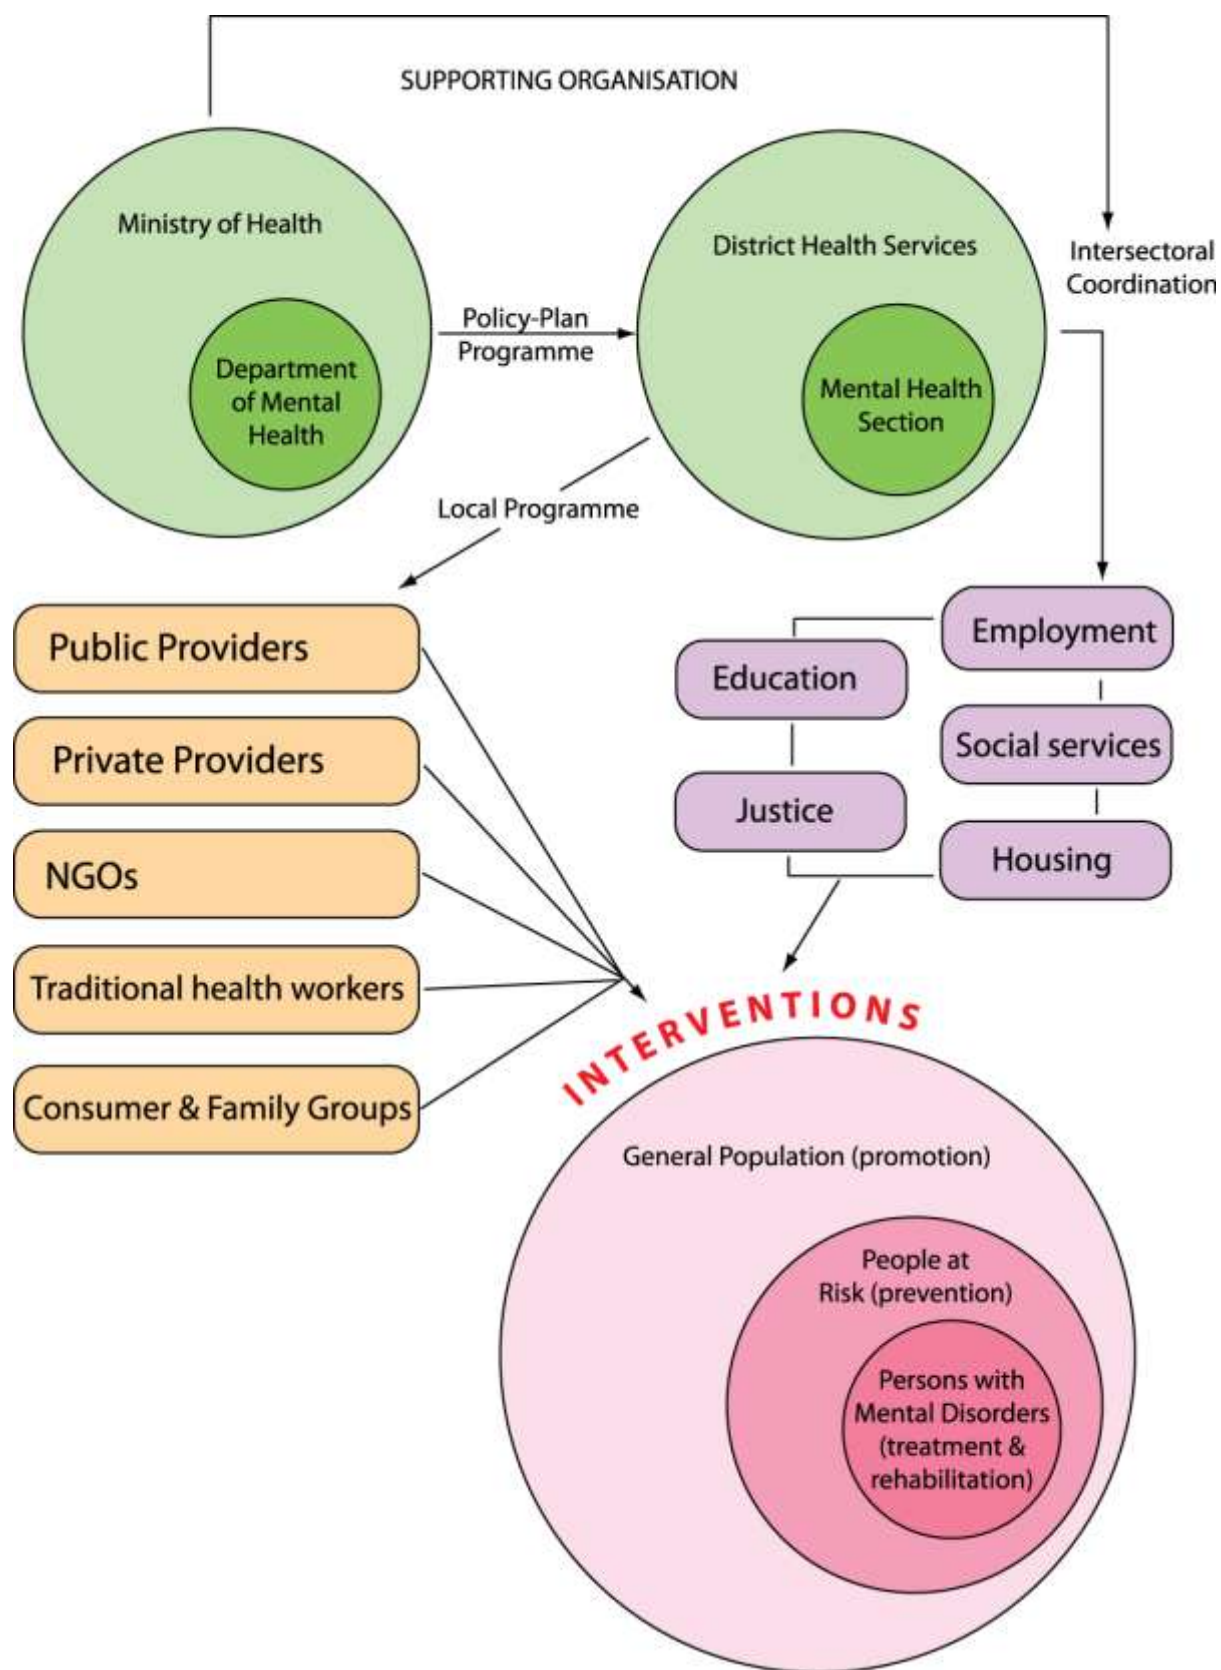 SUPPORTING ORGANISATION
Ministry of Health
Department
of Mental
Health
Policy-Plan
Programme
District Health Services
Mental Health
Section
Intersectoral
Coordination
Local Programme
Public Providers
Private Providers
NGOs
Traditional health workers
Consumer & Family Groups
Employment
Education
Social services
Justice
Housing
INTERVENTIONS
General Population (promotion)
People at
Risk (prevention)
Persons with
Mental Disorders
(treatment &
rehabilitation)